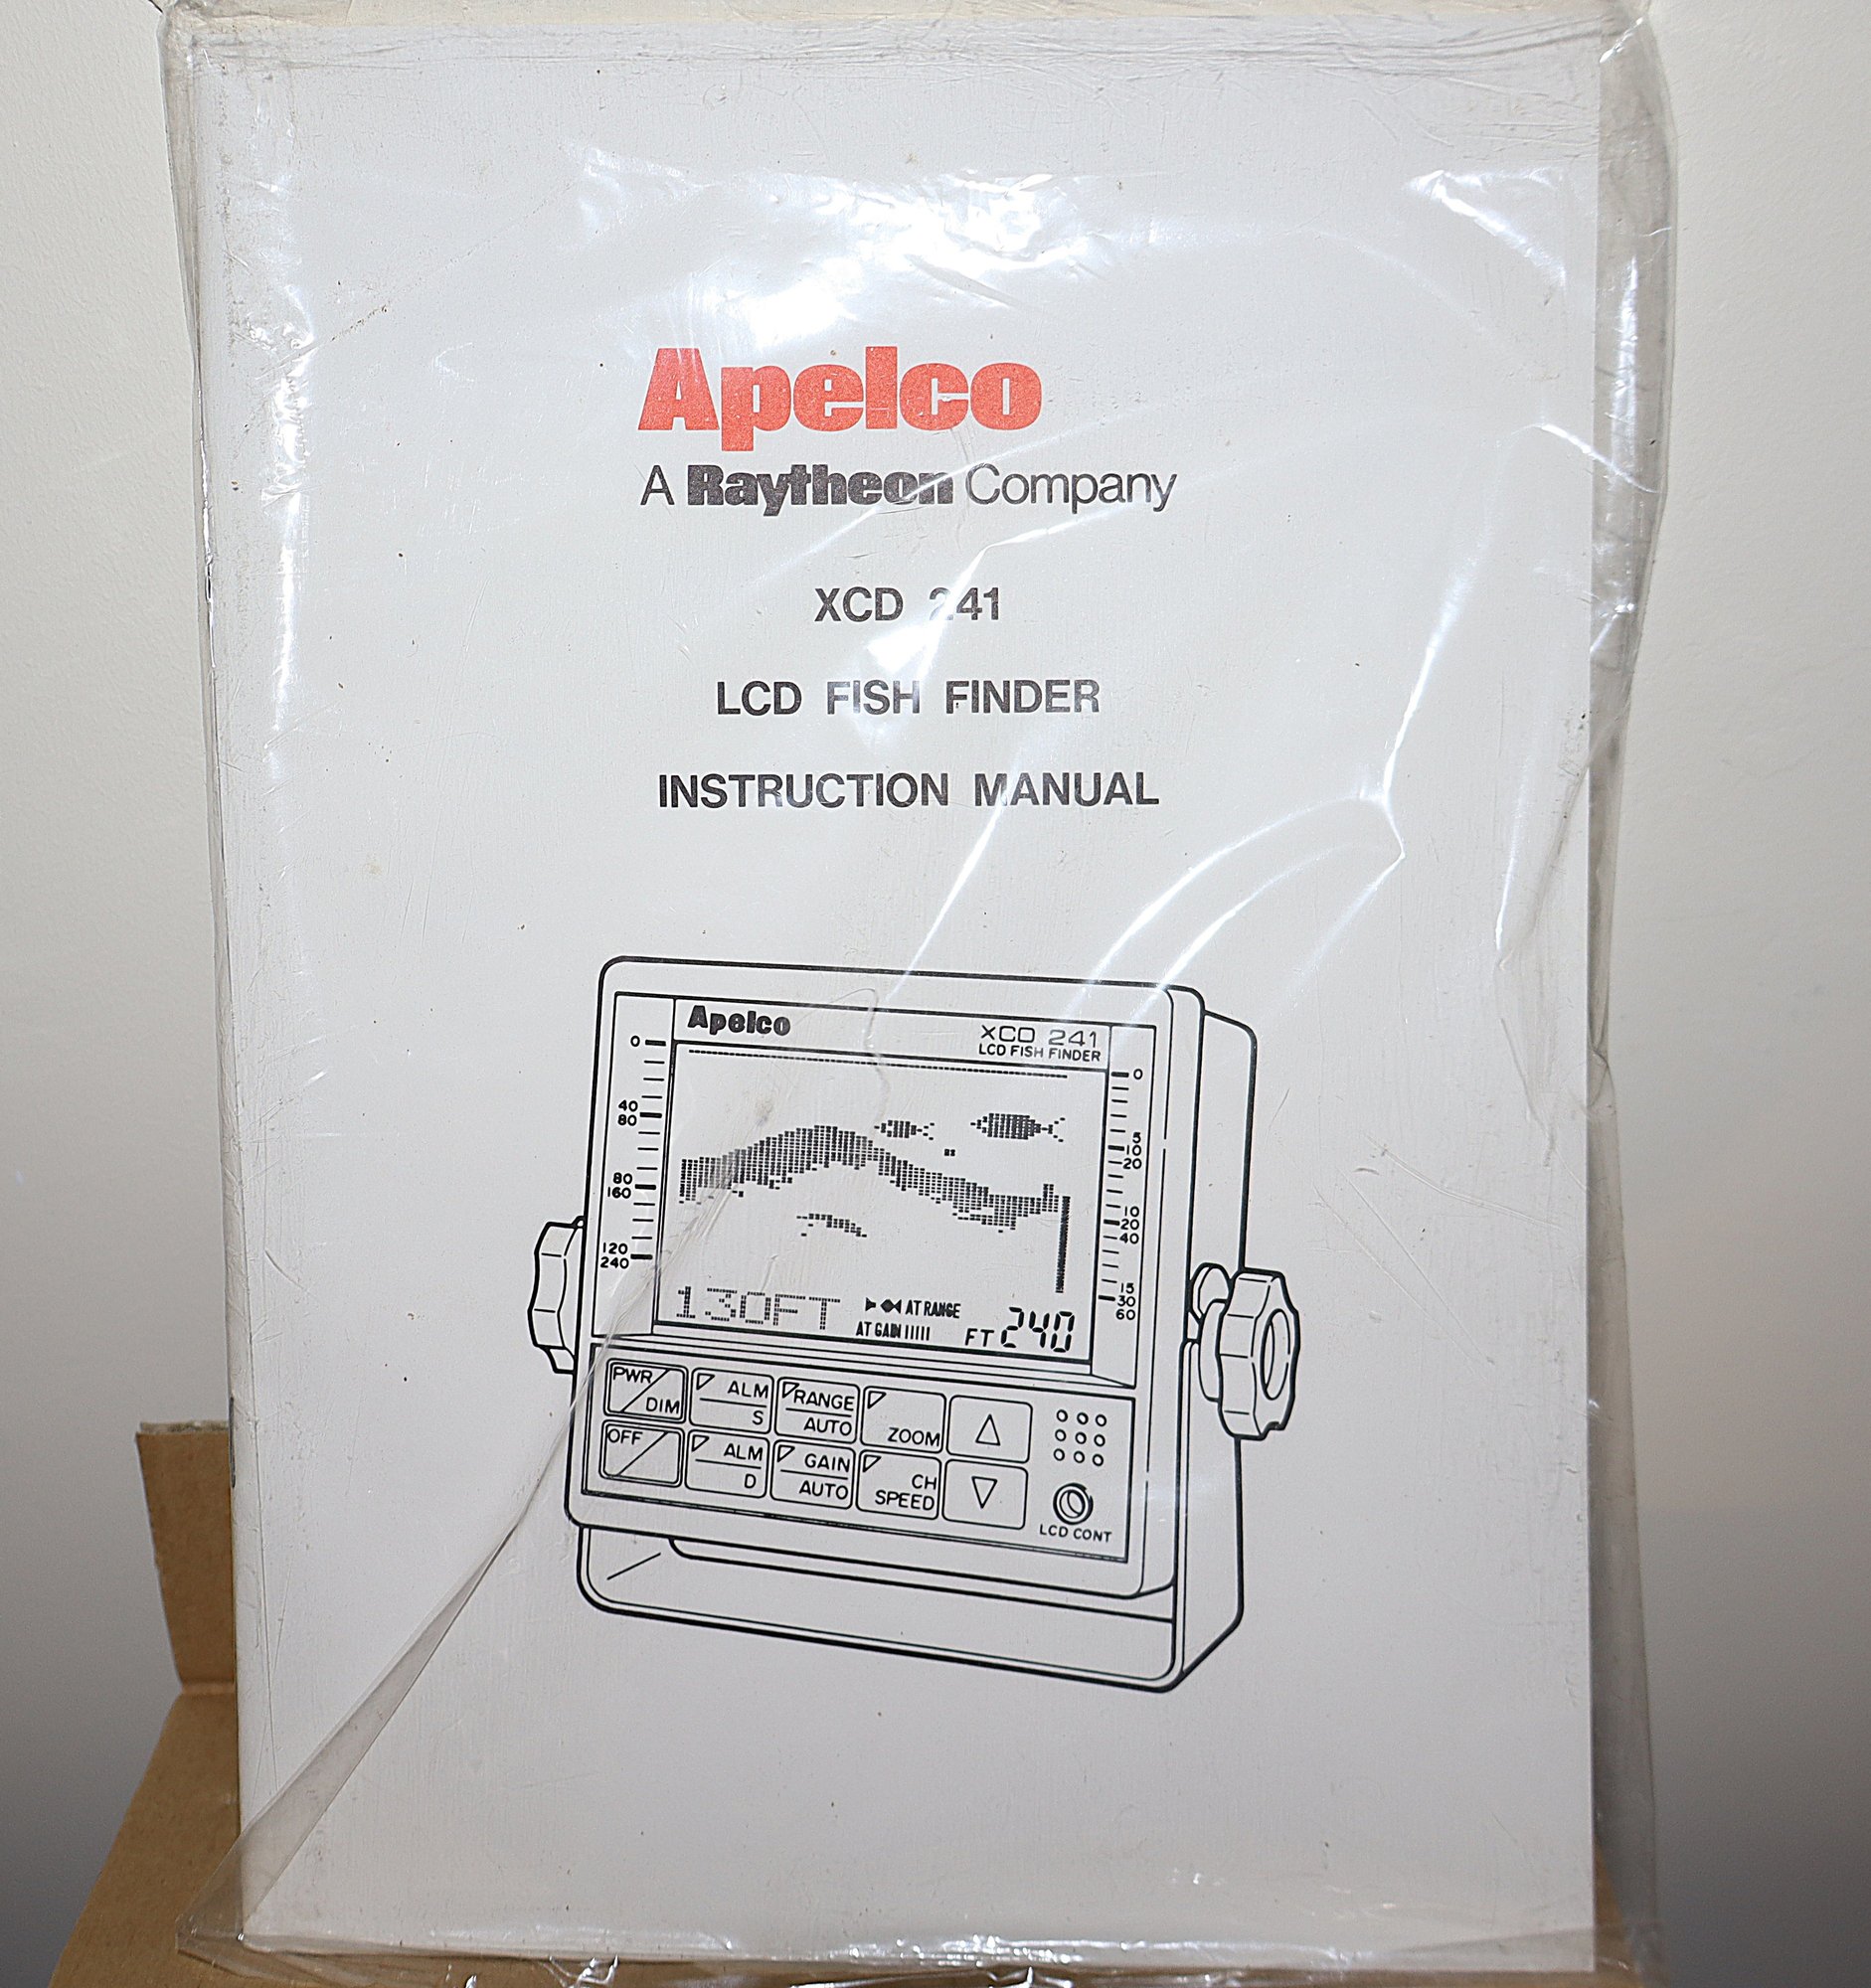 Apelco
A Raytheon Company
XCD 241
LCD FISH FINDER
INSTRUCTION MANUAL
Apelco
XCD 241
LCD FISH FINDER
0
40
80
80
160
120
240
0
5
10
20
10
20
40
15
30
60
130FT
AT RANGE
AT GAIN
FT 240
PWR
DIM
ALM
S
RANGE
AUTO
ZOOM
OFF
ALM
D
GAIN
AUTO
CH
SPEED
LCD CONT